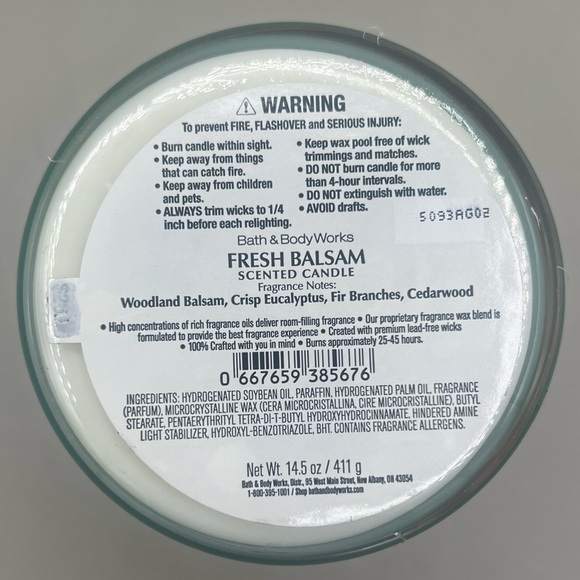 ⚠ WARNING
To prevent FIRE, FLASHOVER and SERIOUS INJURY:
• Burn candle within sight.
• Keep away from things
that can catch fire.
• Keep away from children
and pets.
• ALWAYS trim wicks to 1/4
inch before each relighting.
• Keep wax pool free of wick
trimmings and matches.
• DO NOT burn candle for more
than 4-hour intervals.
• DO NOT extinguish with water.
• AVOID drafts.
5093AG02
Bath & Body Works
FRESH BALSAM
SCENTED CANDLE
Fragrance Notes:
Woodland Balsam, Crisp Eucalyptus, Fir Branches, Cedarwood
• High concentrations of rich fragrance oils deliver room-filling fragrance • Our proprietary fragrance wax blend is
formulated to provide the best fragrance experience • Created with premium lead-free wicks
• 100% Crafted with you in mind • Burns approximately 25-45 hours.
0 667659 385676
INGREDIENTS: HYDROGENATED SOYBEAN OIL, PARAFFIN, HYDROGENATED PALM OIL, FRAGRANCE
(PARFUM), MICROCRYSTALLINE WAX (CERA MICROCRISTALLINA, CIRE MICROCRISTALLINE), BUTYL
STEARATE, PENTAERYTHRITYL TETRA-DI-T-BUTYL HYDROXYHYDROCINNAMATE, HINDERED AMINE
LIGHT STABILIZER, HYDROXYL-BENZOTRIAZOLE, BHT. CONTAINS FRAGRANCE ALLERGENS.
Net Wt. 14.5 oz / 411 g
Bath & Body Works, Distr., 95 West Main Street, New Albany, OH 43054
1-800-395-1001 / Shop bathandbodyworks.com